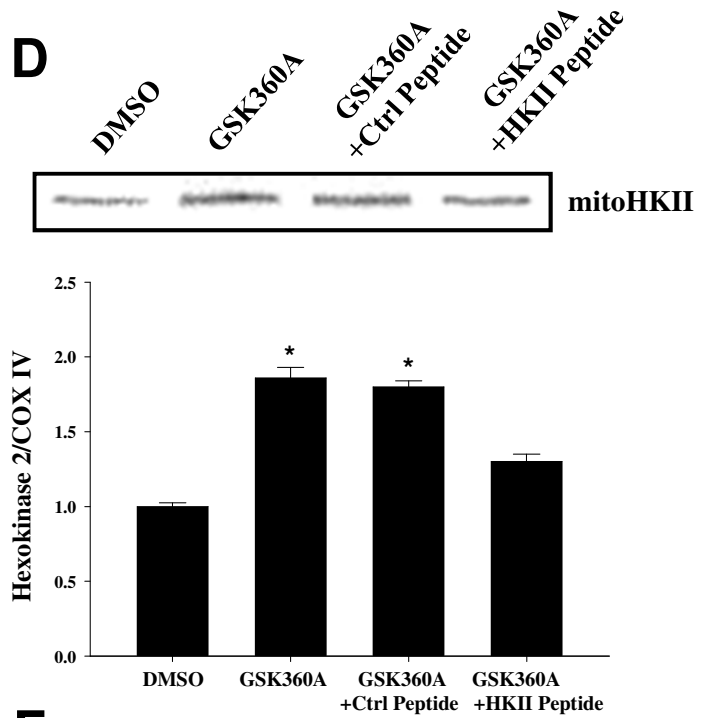 D
DMSO
GSK360A
GSK360A
+Ctrl Peptide
GSK360A
+HKII Peptide
mitoHKII
Hexokinase 2/COX IV
2.5
2.0
1.5
1.0
0.5
0.0
*
*
DMSO
GSK360A
GSK360A
+Ctrl Peptide
GSK360A
+HKII Peptide